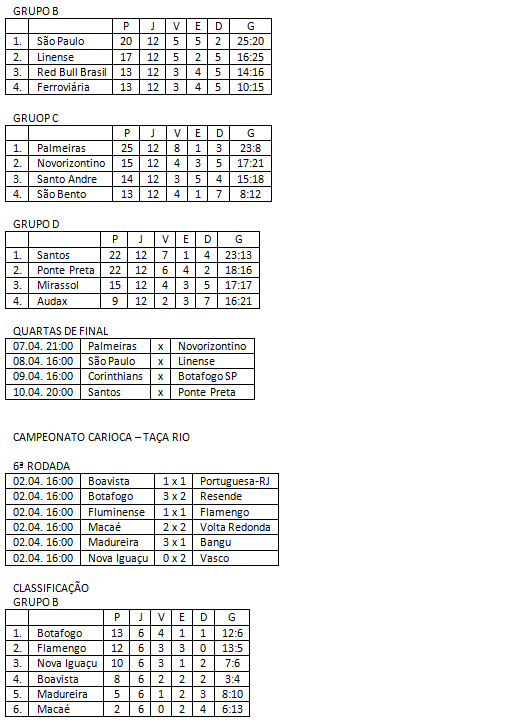 GRUPO B
P J V E D G
1. São Paulo 20 12 5 5 2 25:20
2. Linense 17 12 5 2 5 16:25
3. Red Bull Brasil 13 12 3 4 5 14:16
4. Ferroviária 13 12 3 4 5 10:15
GRUOP C
P J V E D G
1. Palmeiras 25 12 8 1 3 23:8
2. Novorizontino 15 12 4 3 5 17:21
3. Santo Andre 14 12 3 5 4 15:18
4. São Bento 13 12 4 1 7 8:12
GRUPO D
P J V E D G
1. Santos 22 12 7 1 4 23:13
2. Ponte Preta 22 12 6 4 2 18:16
3. Mirassol 15 12 4 3 5 17:17
4. Audax 9 12 2 3 7 16:21
QUARTAS DE FINAL
07.04. 21:00 Palmeiras x Novorizontino
08.04. 16:00 São Paulo x Linense
09.04. 16:00 Corinthians x Botafogo SP
10.04. 20:00 Santos x Ponte Preta
CAMPEONATO CARIOCA – TAÇA RIO
6ª RODADA
02.04. 16:00 Boavista 1 x 1 Portuguesa-RJ
02.04. 16:00 Botafogo 3 x 2 Resende
02.04. 16:00 Fluminense 1 x 1 Flamengo
02.04. 16:00 Macaé 2 x 2 Volta Redonda
02.04. 16:00 Madureira 3 x 1 Bangu
02.04. 16:00 Nova Iguaçu 0 x 2 Vasco
CLASSIFICAÇÃO
GRUPO B
P J V E D G
1. Botafogo 13 6 4 1 1 12:6
2. Flamengo 12 6 3 3 0 13:5
3. Nova Iguaçu 10 6 3 1 2 7:6
4. Boavista 8 6 2 2 2 3:4
5. Madureira 5 6 1 2 3 8:10
6. Macaé 2 6 0 2 4 6:13